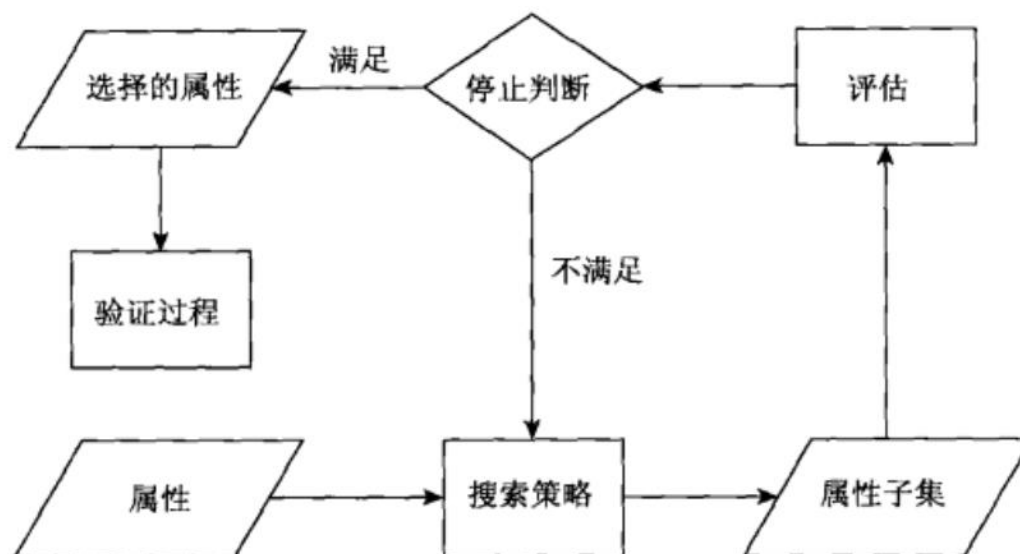 选择的属性
满足
停止判断
评估
不满足
验证过程
属性
搜索策略
属性子集